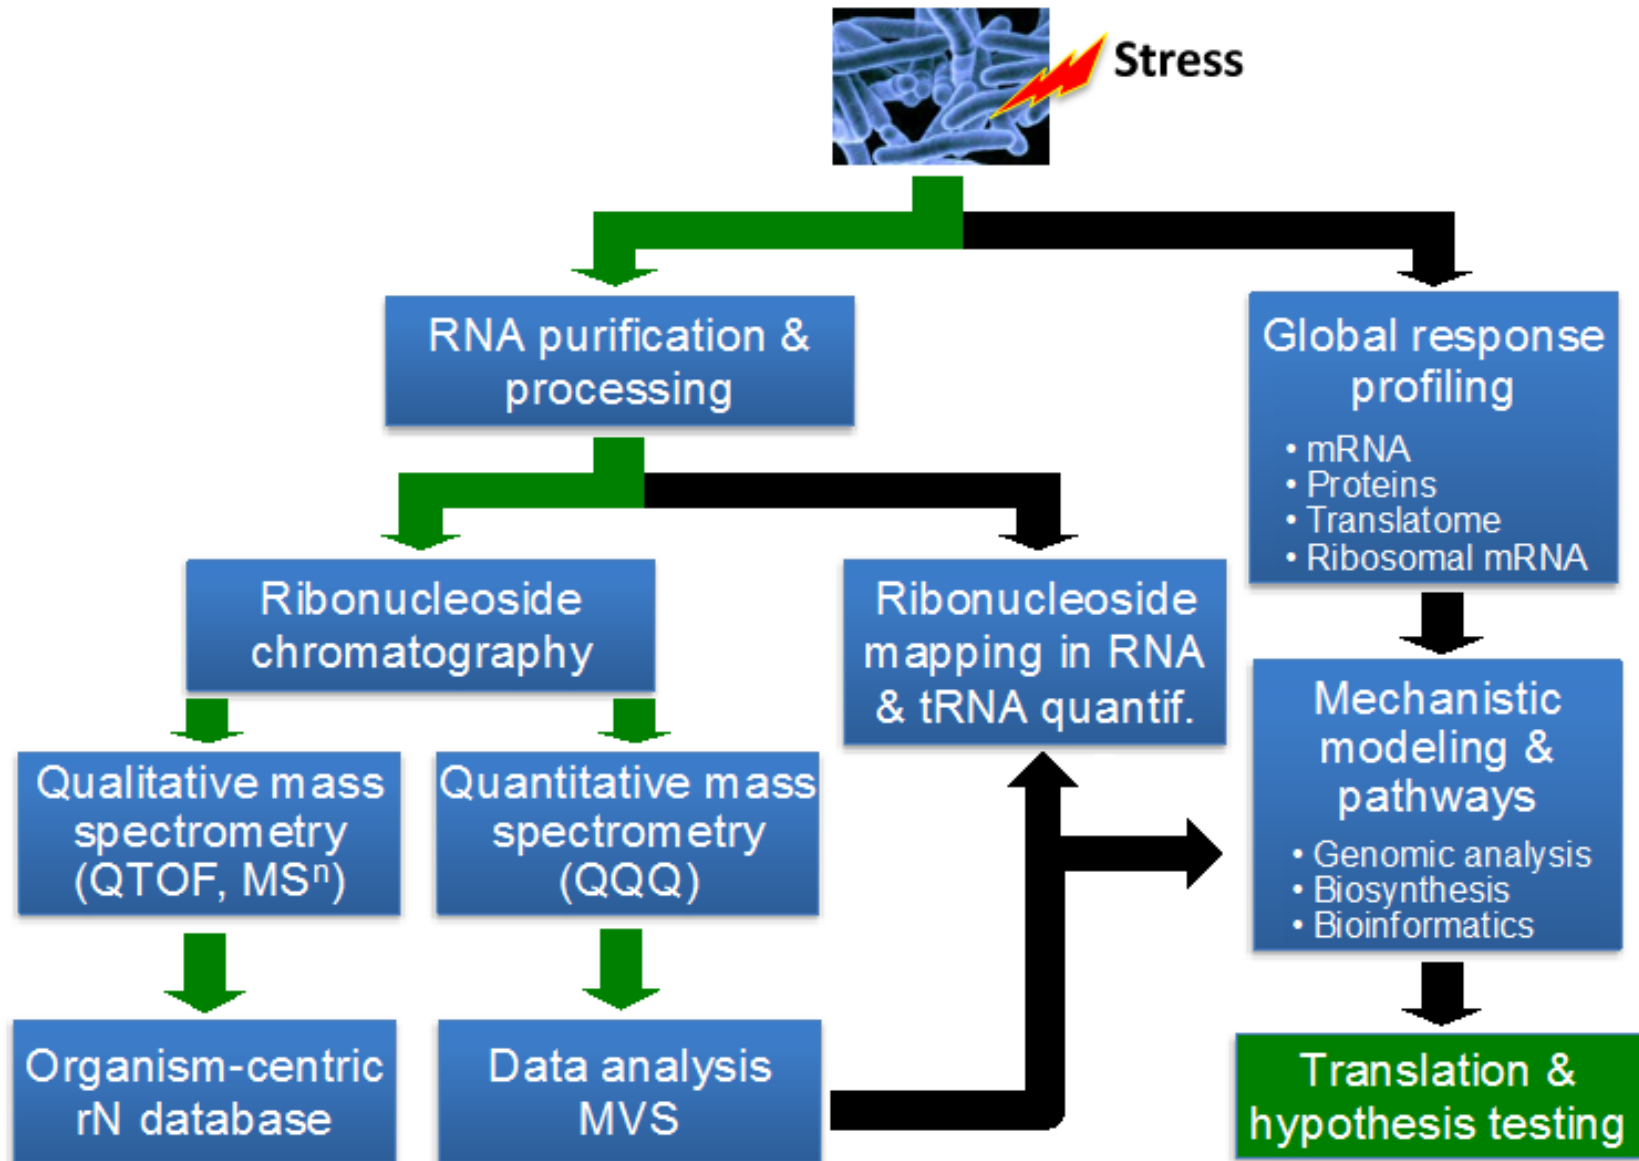 Stress
RNA purification &
processing
Global response
profiling
• mRNA
• Proteins
• Translatome
• Ribosomal mRNA
Ribonucleoside
chromatography
Ribonucleoside
mapping in RNA
& tRNA quantif.
Mechanistic
modeling &
pathways
• Genomic analysis
• Biosynthesis
• Bioinformatics
Qualitative mass
spectrometry
(QTOF, MSⁿ)
Quantitative mass
spectrometry
(QQQ)
Organism-centric
rN database
Data analysis
MVS
Translation &
hypothesis testing